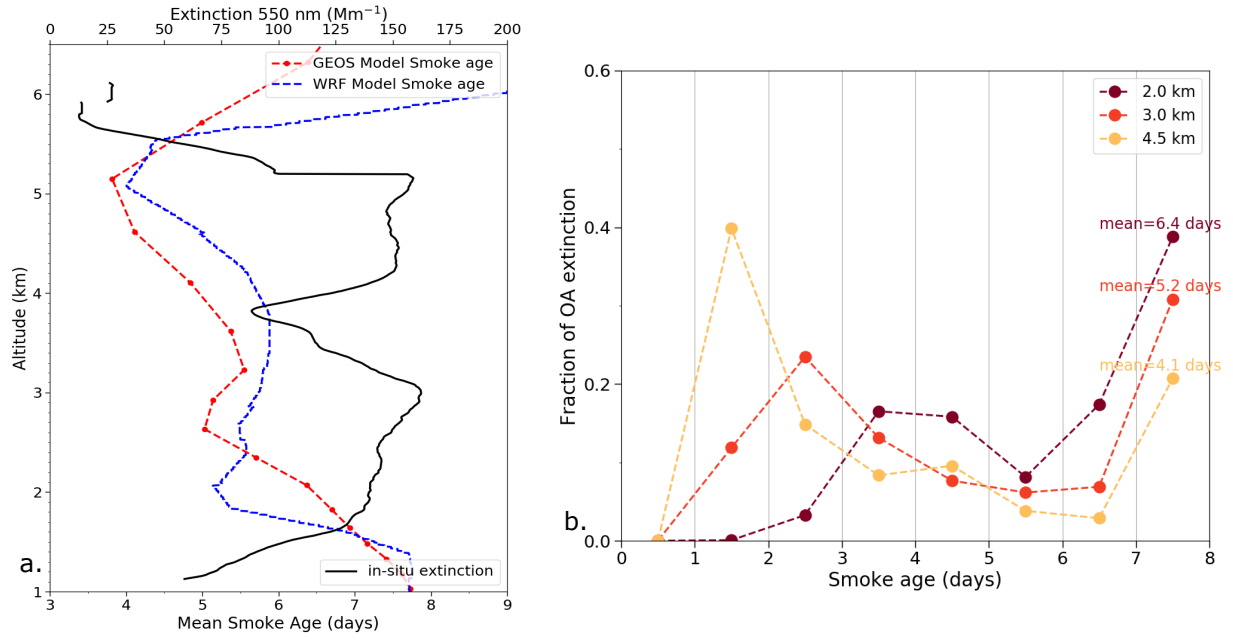 Extinction 550 nm (Mm⁻¹)
0 25 50 75 100 125 150 175 200
GEOS Model Smoke age
WRF Model Smoke age
6
5
4
3
2
1
Altitude (km)
a.
in-situ extinction
3 4 5 6 7 8 9
Mean Smoke Age (days)
0.6
0.4
0.2
0.0
Fraction of OA extinction
2.0 km
3.0 km
4.5 km
mean=6.4 days
mean=5.2 days
mean=4.1 days
b.
0 1 2 3 4 5 6 7 8
Smoke age (days)